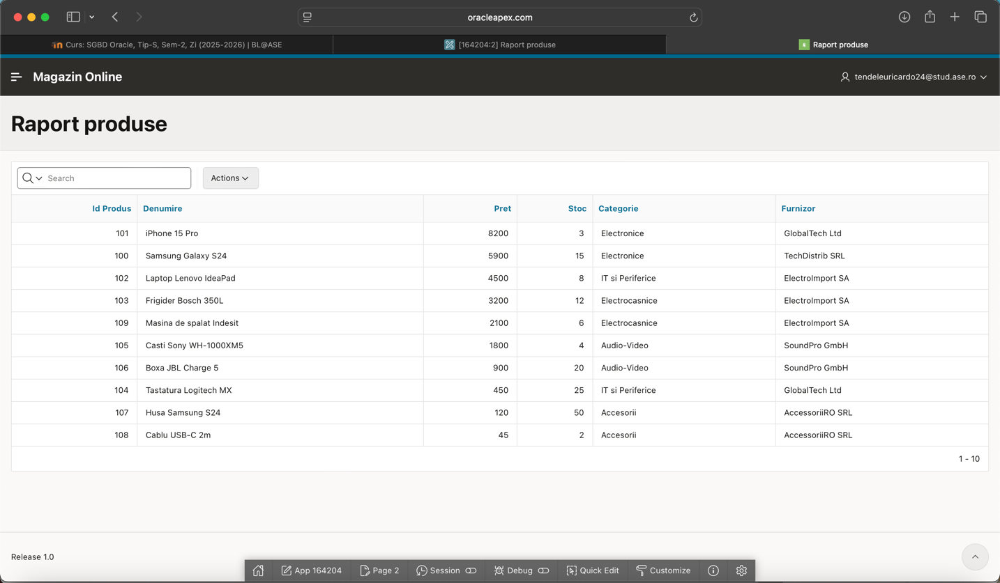 oracleapex.com
Curs: SGBD Oracle, Tip-S, Sem-2, Zi (2025-2026) | BL@ASE
[164204:2] Raport produse
Raport produse
Magazin Online
tendeleuricardo24@stud.ase.ro
Raport produse
Search
Actions
Id Produs Denumire Pret Stoc Categorie Furnizor
101 iPhone 15 Pro 8200 3 Electronice GlobalTech Ltd
100 Samsung Galaxy S24 5900 15 Electronice TechDistrib SRL
102 Laptop Lenovo IdeaPad 4500 8 IT si Periferice ElectroImport SA
103 Frigider Bosch 350L 3200 12 Electrocasnice ElectroImport SA
109 Masina de spalat Indesit 2100 6 Electrocasnice ElectroImport SA
105 Casti Sony WH-1000XM5 1800 4 Audio-Video SoundPro GmbH
106 Boxa JBL Charge 5 900 20 Audio-Video SoundPro GmbH
104 Tastatura Logitech MX 450 25 IT si Periferice GlobalTech Ltd
107 Husa Samsung S24 120 50 Accesorii AccessoriiRO SRL
108 Cablu USB-C 2m 45 2 Accesorii AccessoriiRO SRL
1 - 10
Release 1.0
App 164204 Page 2 Session Debug Quick Edit Customize